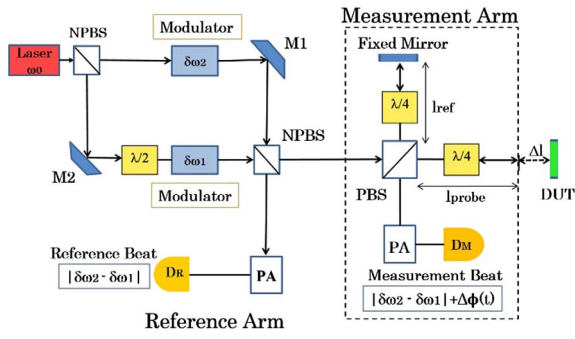 Measurement Arm
Modulator
NPBS
M1
Fixed Mirror
Laser
ω0
δω2
λ/4
lref
NPBS
λ/2
δω1
λ/4
Δl
M2
Modulator
PBS
lprobe
DUT
Reference Beat
|δω2 - δω1|
DR
PA
PA
DM
Measurement Beat
|δω2 - δω1|+Δϕ(t)
Reference Arm